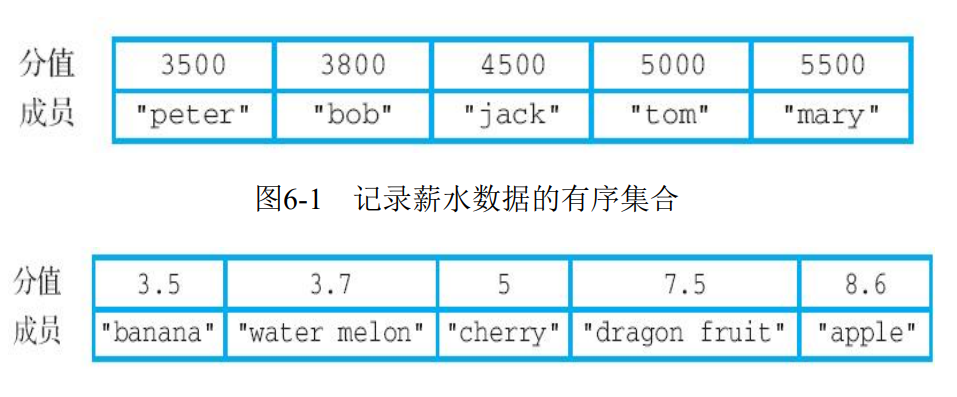 分值 3500 3800 4500 5000 5500
成员 "peter" "bob" "jack" "tom" "mary"
图6-1 记录薪水数据的有序集合
分值 3.5 3.7 5 7.5 8.6
成员 "banana" "water melon" "cherry" "dragon fruit" "apple"